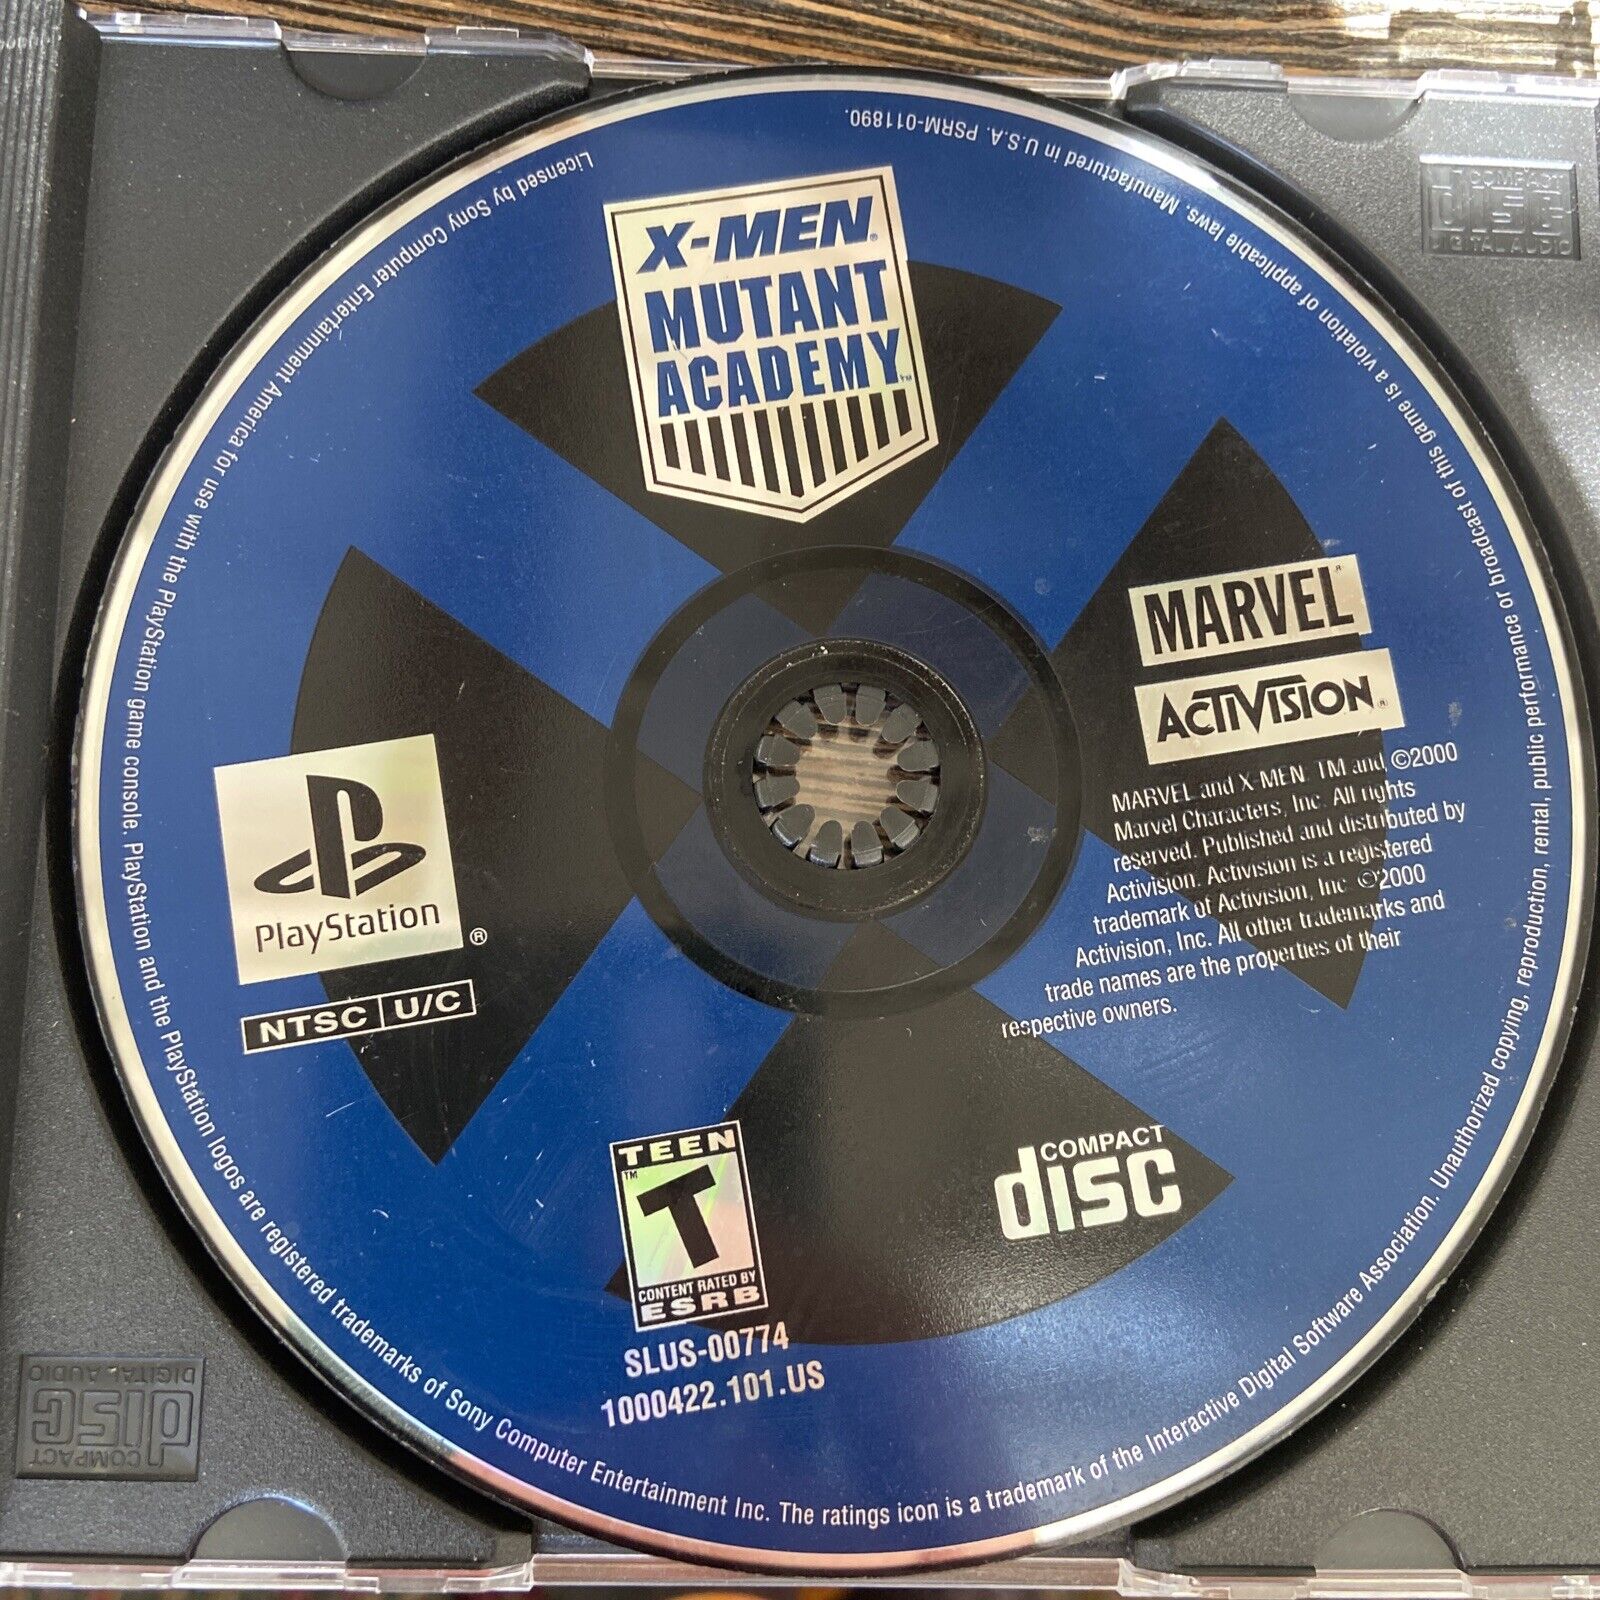 X-MEN®
MUTANT
ACADEMY™
MARVEL®
ACTIVISION®
MARVEL and X-MEN TM and ©2000
Marvel Characters, Inc. All rights
reserved. Published and distributed by
Activision. Activision is a registered
trademark of Activision, Inc ©2000
Activision, Inc. All other trademarks and
trade names are the properties of their
respective owners.
PlayStation®
NTSC U/C
TEEN
T™
CONTENT RATED BY
ESRB
SLUS-00774
1000422.101.US
COMPACT
disc
Licensed by Sony Computer Entertainment America for use with the PlayStation game console. PlayStation and the PlayStation logos are registered trademarks of Sony Computer Entertainment Inc. The ratings icon is a trademark of the Interactive Digital Software Association. Unauthorized copying, reproduction, rental, public performance or broadcast of this game is a violation of applicable laws. Manufactured in U.S.A. PSRM-011890.
COMPACT
disc
DIGITAL AUDIO
COMPACT
disc
DIGITAL AUDIO